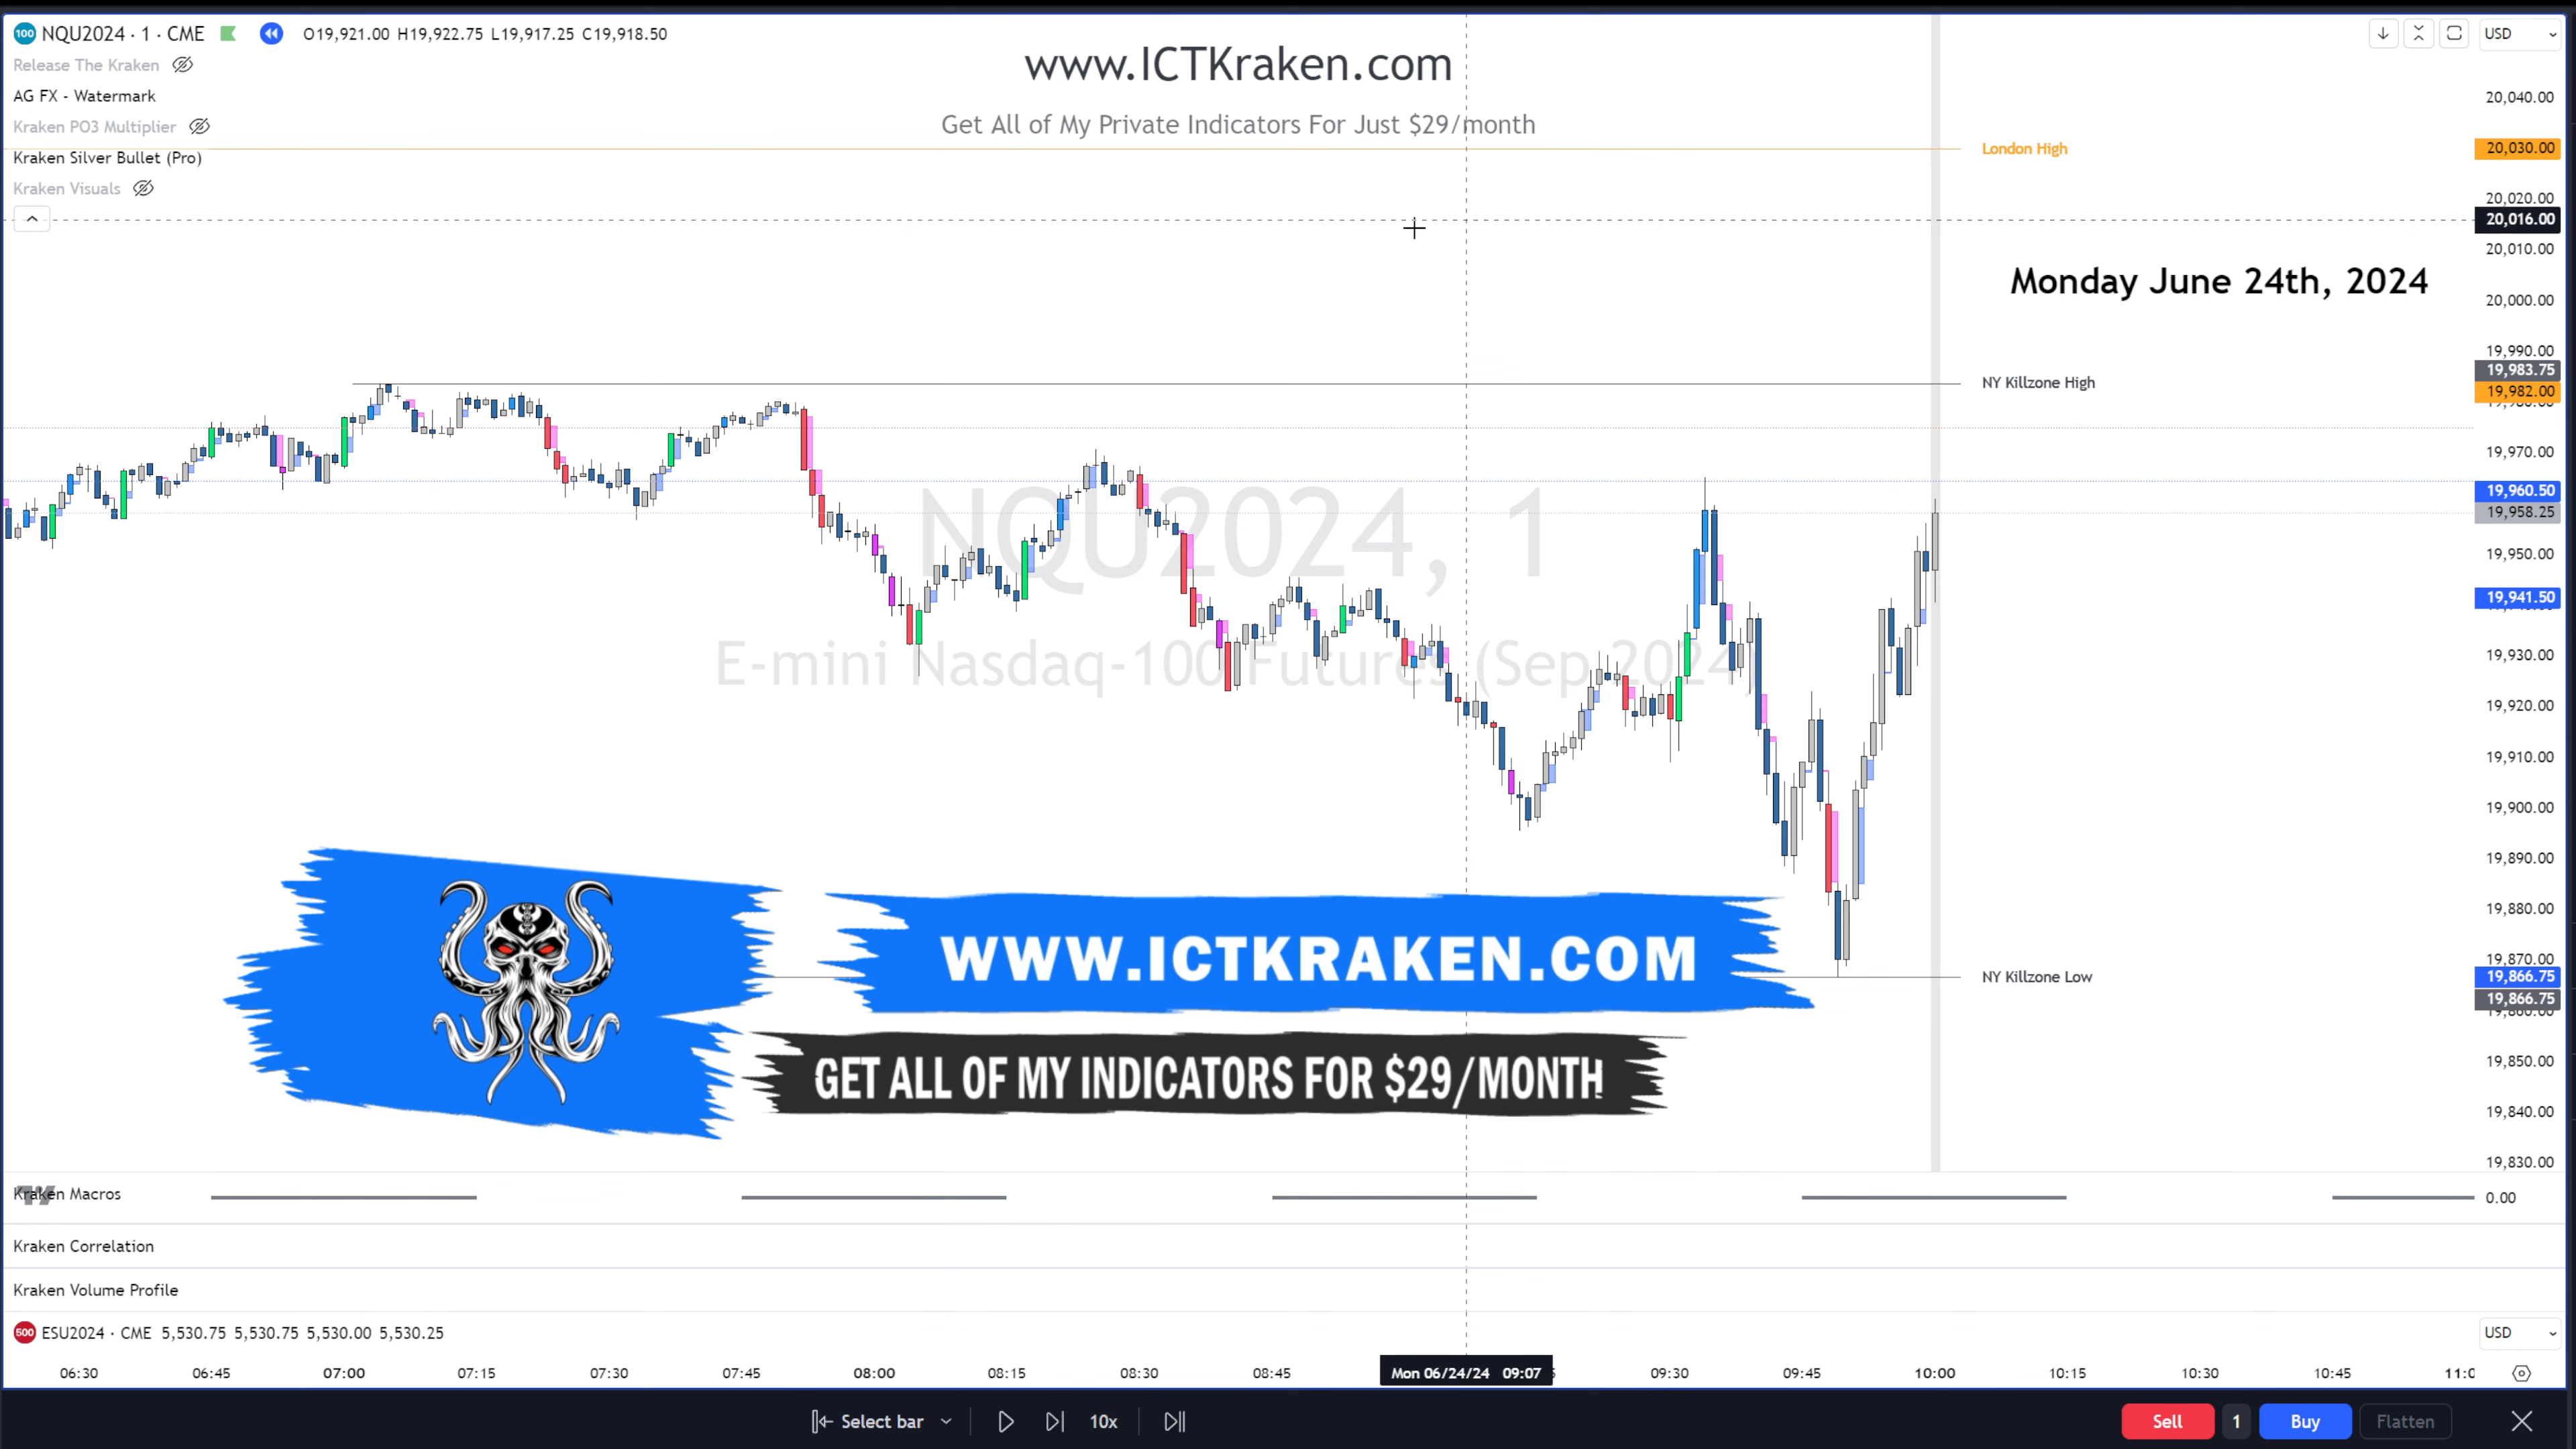 100 NQU2024 · 1 · CME O19,921.00 H19,922.75 L19,917.25 C19,918.50
Release The Kraken
AG FX - Watermark
Kraken PO3 Multiplier
Kraken Silver Bullet (Pro)
Kraken Visuals
www.ICTKraken.com
Get All of My Private Indicators For Just $29/month
USD
20,040.00
London High 20,030.00
20,020.00
20,016.00
20,010.00
Monday June 24th, 2024
20,000.00
19,990.00
19,983.75
NY Killzone High
19,982.00
19,970.00
19,960.50
19,958.25
19,950.00
19,941.50
19,930.00
19,920.00
19,910.00
19,900.00
19,890.00
19,880.00
19,870.00
NY Killzone Low 19,866.75
19,866.75
19,850.00
19,840.00
19,830.00
NQU2024, 1
E-mini Nasdaq-100 Futures (Sep 2024)
WWW.ICTKRAKEN.COM
GET ALL OF MY INDICATORS FOR $29/MONTH
Kraken Macros 0.00
Kraken Correlation
Kraken Volume Profile
500 ESU2024 · CME 5,530.75 5,530.75 5,530.00 5,530.25 USD
06:30 06:45 07:00 07:15 07:30 07:45 08:00 08:15 08:30 08:45 Mon 06/24/24 09:07 09:30 09:45 10:00 10:15 10:30 10:45
Select bar 10x Sell 1 Buy Flatten